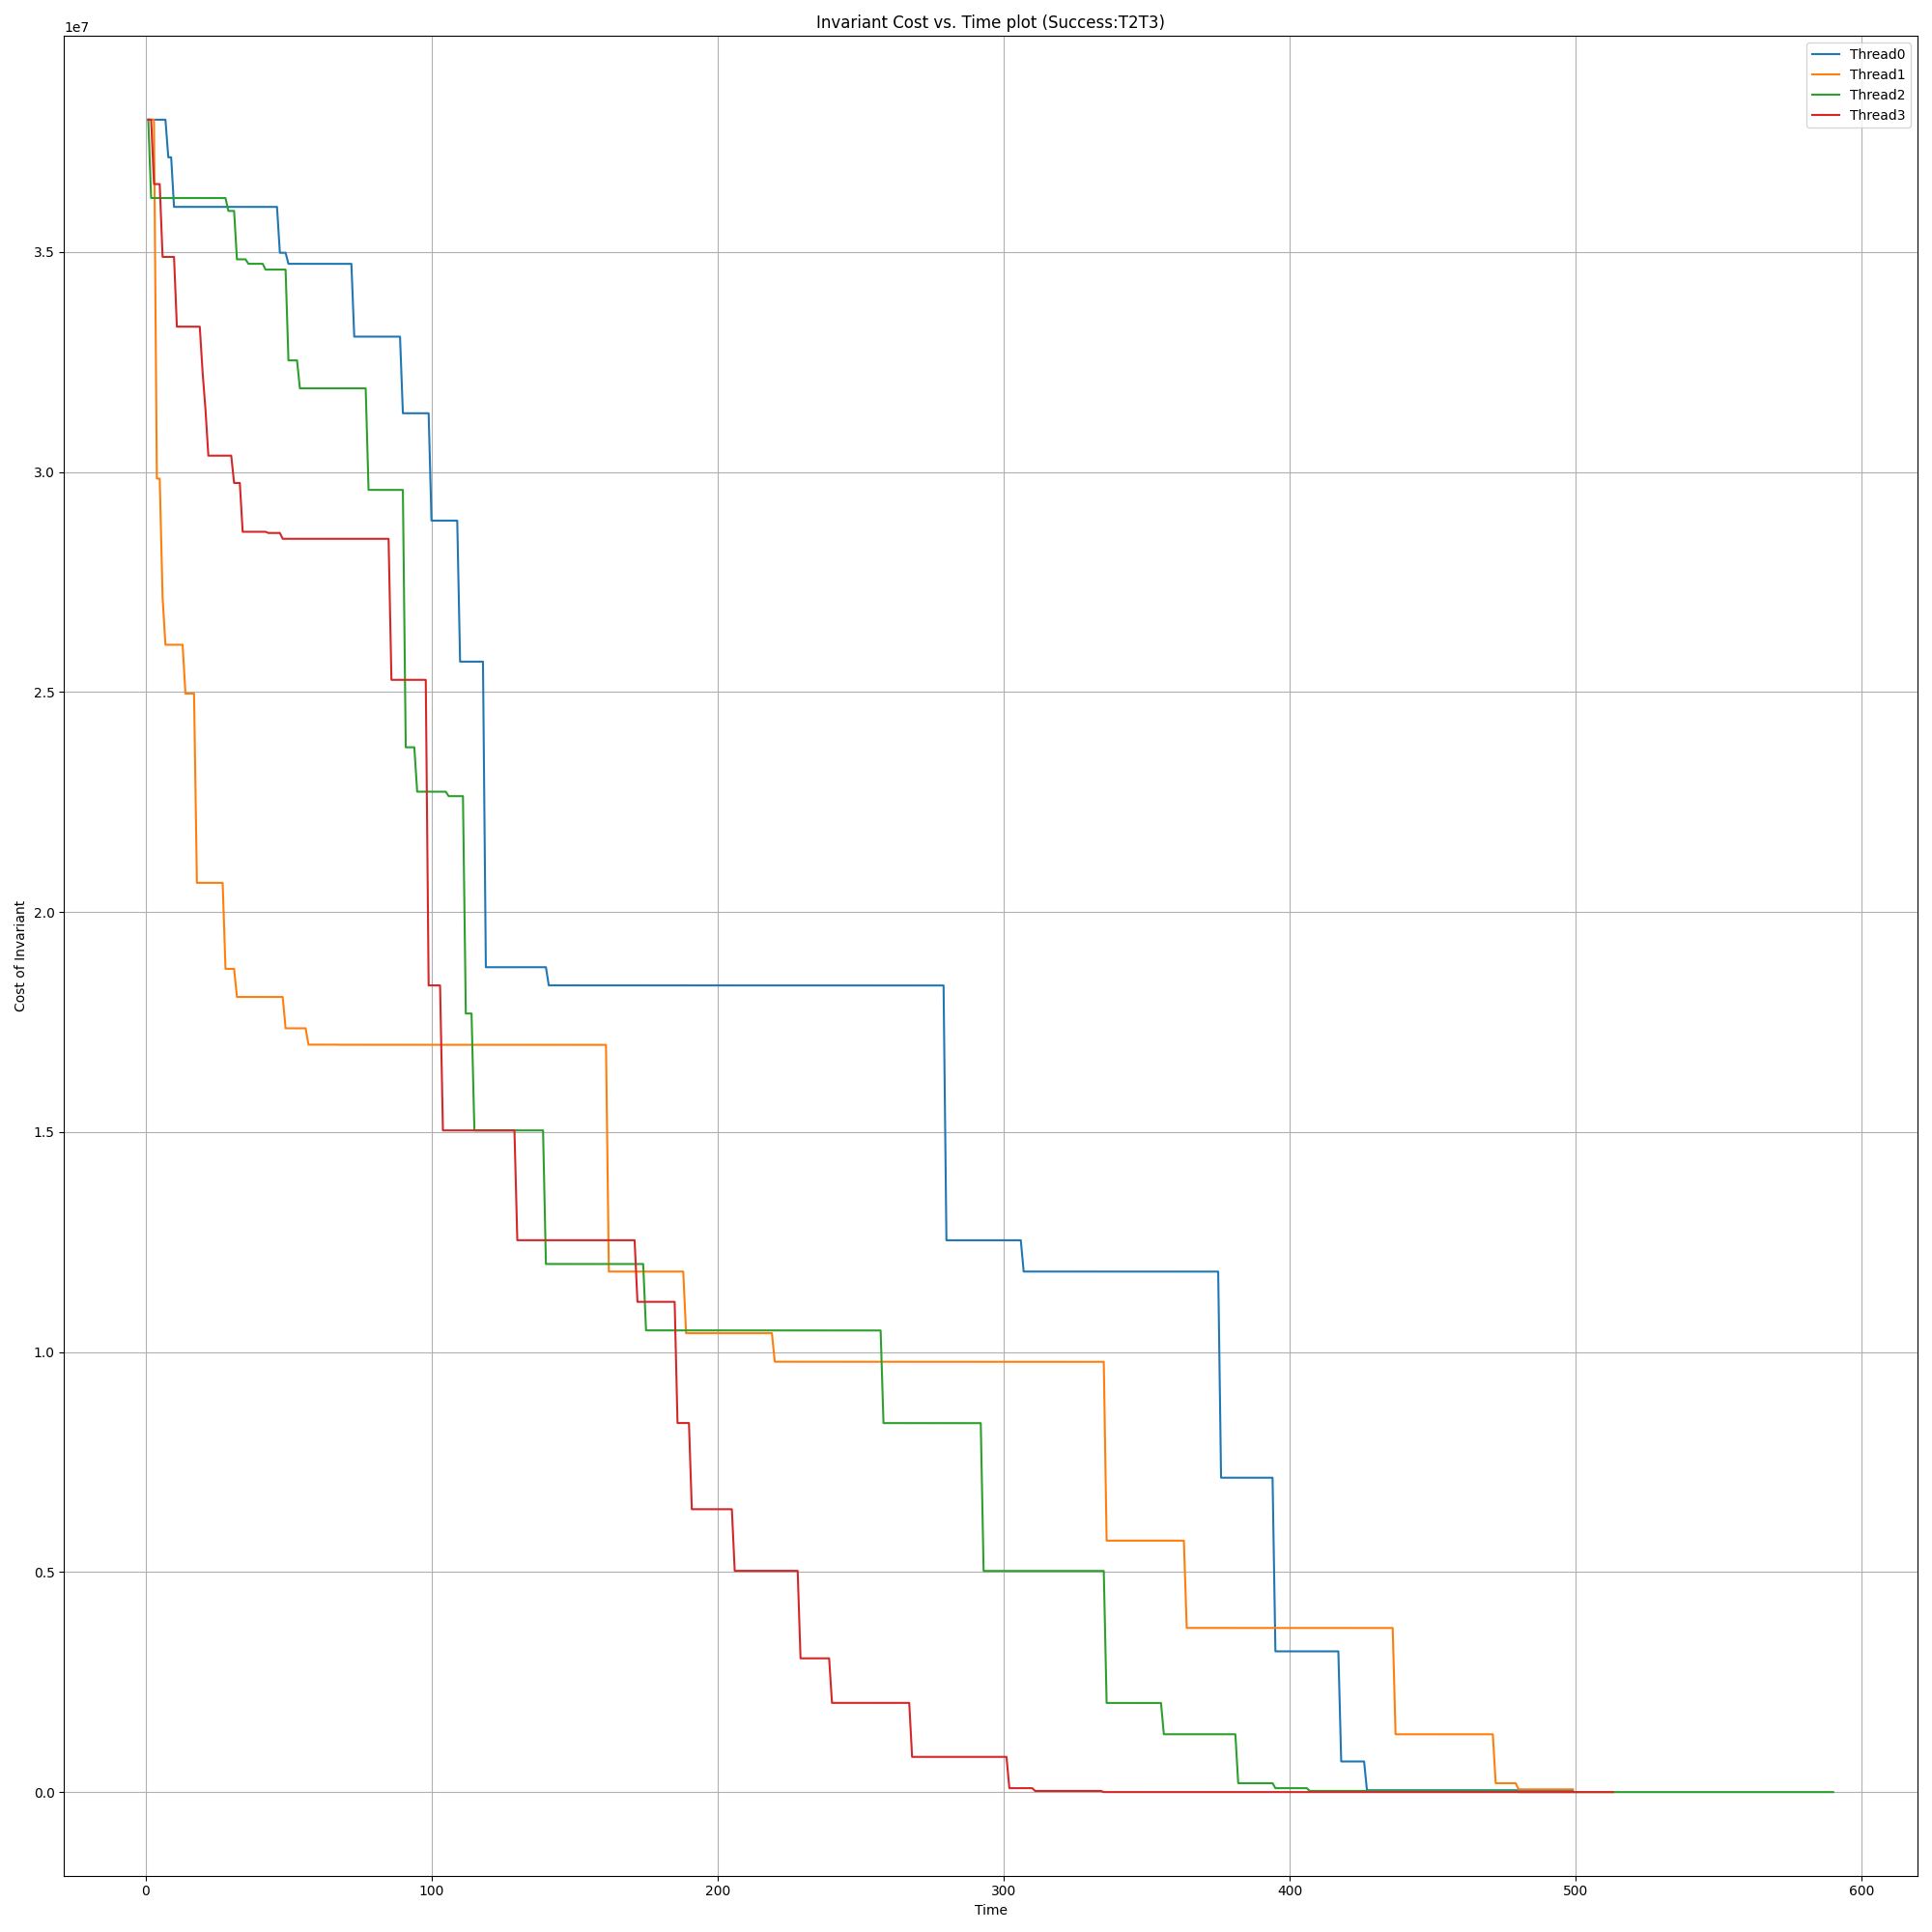 Invariant Cost vs. Time plot (Success:T2T3)
1e7
Thread0
Thread1
Thread2
Thread3
3.5
3.0
2.5
2.0
1.5
1.0
0.5
0.0
Cost of Invariant
0 100 200 300 400 500 600
Time